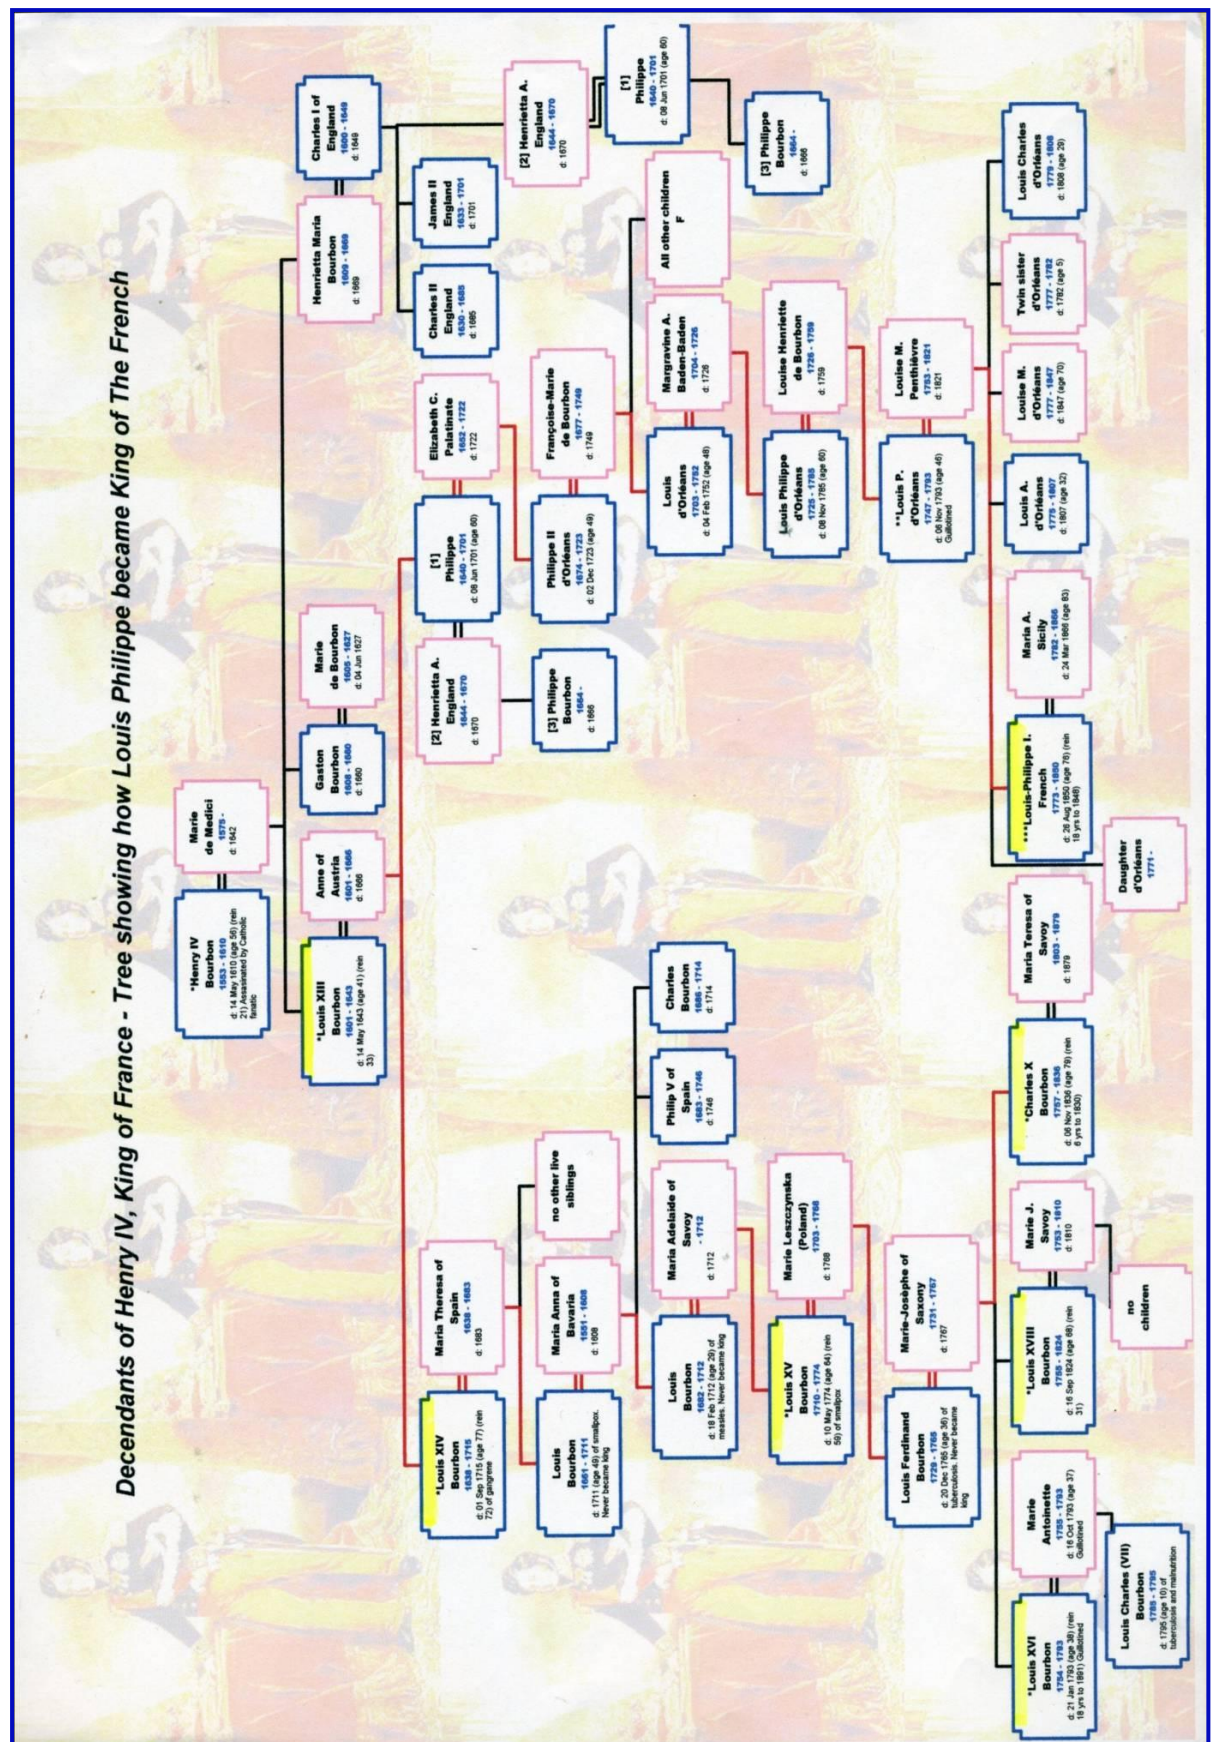 Decendants of Henry IV, King of France - Tree showing how Louis Philippe became King of The French
*Henry IV
Bourbon
1553 - 1610
d: 14 May 1610 (age 56) (rein
21) Assasinated by Catholic
fanatic
Marie
de Medici
1575 -
d: 1642
*Louis XIII
Bourbon
1601 - 1643
d: 14 May 1643 (age 41) (rein
33)
Anne of
Austria
1601 - 1666
d: 1666
Gaston
Bourbon
1608 - 1660
d: 1660
Marie
de Bourbon
1605 - 1627
d: 04 Jun 1627
Henrietta Maria
Bourbon
1609 - 1669
d: 1669
Charles I of
England
1600 - 1649
d: 1649
*Louis XIV
Bourbon
1638 - 1715
d: 01 Sep 1715 (age 77) (rein
72) of gangrene
Maria Theresa of
Spain
1638 - 1683
d: 1683
[2] Henrietta A.
England
1644 - 1670
d: 1670
[1]
Philippe
1640 - 1701
d: 08 Jun 1701 (age 60)
Elizabeth C.
Palatinate
1652 - 1722
d: 1722
Charles II
England
1630 - 1685
d: 1685
James II
England
1633 - 1701
d: 1701
[2] Henrietta A.
England
1644 - 1670
d: 1670
[1]
Philippe
1640 - 1701
d: 08 Jun 1701 (age 60)
Louis
Bourbon
1661 - 1711
d: 1711 (age 49) of smallpox.
Never became king
Maria Anna of
Bavaria
1551 - 1608
d: 1608
no other live
siblings
[3] Philippe
Bourbon
1664 -
d: 1666
Philippe II
d'Orléans
1674 - 1723
d: 02 Dec 1723 (age 49)
Françoise-Marie
de Bourbon
1677 - 1749
d: 1749
[3] Philippe
Bourbon
1664 -
d: 1666
Louis
Bourbon
1682 - 1712
d: 18 Feb 1712 (age 29) of
measles. Never became king
Maria Adelaide of
Savoy
- 1712
d: 1712
Philip V of
Spain
1683 - 1746
d: 1746
Charles
Bourbon
1686 - 1714
d: 1714
Louis
d'Orléans
1703 - 1752
d: 04 Feb 1752 (age 48)
Margravine A.
Baden-Baden
1704 - 1726
d: 1726
All other children
F
*Louis XV
Bourbon
1710 - 1774
d: 10 May 1774 (age 64) (rein
59) of smallpox
Marie Leszczynska
(Poland)
1703 - 1768
d: 1768
Louis Philippe
d'Orléans
1725 - 1785
d: 08 Nov 1785 (age 60)
Louise Henriette
de Bourbon
1726 - 1759
d: 1759
Louis Ferdinand
Bourbon
1729 - 1765
d: 20 Dec 1765 (age 36) of
tuberculosis. Never became
king
Marie-Josèphe of
Saxony
1731 - 1767
d: 1767
**Louis P.
d'Orléans
1747 - 1793
d: 06 Nov 1793 (age 46)
Guillotined
Louise M.
Penthièvre
1753 - 1821
d: 1821
*Louis XVI
Bourbon
1754 - 1793
d: 21 Jan 1793 (age 38) (rein
18 yrs to 1891) Guillotined
Marie
Antoinette
1755 - 1793
d: 16 Oct 1793 (age 37)
Guillotined
*Louis XVIII
Bourbon
1755 - 1824
d: 16 Sep 1824 (age 68) (rein
31)
Marie J.
Savoy
1753 - 1810
d: 1810
*Charles X
Bourbon
1757 - 1836
d: 06 Nov 1836 (age 79) (rein
6 yrs to 1830)
Maria Teresa of
Savoy
1803 - 1879
d: 1879
***Louis-Philippe I.
French
1773 - 1850
d: 26 Aug 1850 (age 76) (rein
18 yrs to 1848)
Maria A.
Sicily
1782 - 1866
d: 24 Mar 1866 (age 83)
Louis A.
d'Orléans
1775 - 1807
d: 1807 (age 32)
Louise M.
d'Orléans
1777 - 1847
d: 1847 (age 70)
Twin sister
d'Orléans
1777 - 1782
d: 1782 (age 5)
Louis Charles
d'Orléans
1779 - 1808
d: 1808 (age 29)
Louis Charles (VII)
Bourbon
1785 - 1795
d: 1795 (age 10) of
tuberculosis and malnutrition
no
children
Daughter
d'Orléans
1771 -